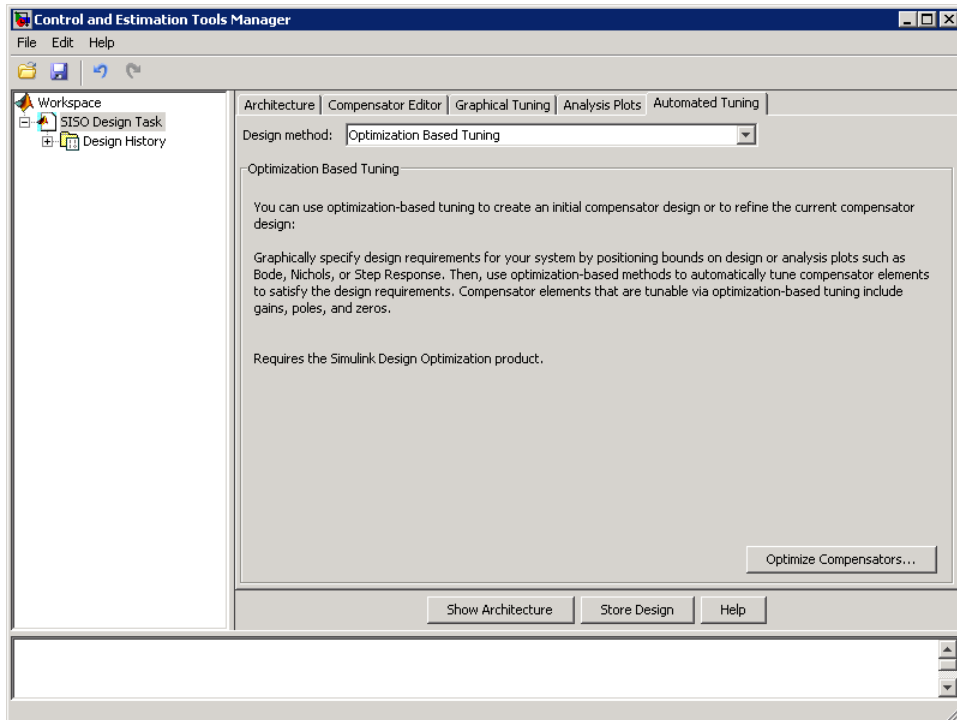 Control and Estimation Tools Manager
File Edit Help
Workspace
SISO Design Task
Design History
Architecture Compensator Editor Graphical Tuning Analysis Plots Automated Tuning
Design method: Optimization Based Tuning
Optimization Based Tuning
You can use optimization-based tuning to create an initial compensator design or to refine the current compensator
design:
Graphically specify design requirements for your system by positioning bounds on design or analysis plots such as
Bode, Nichols, or Step Response. Then, use optimization-based methods to automatically tune compensator elements
to satisfy the design requirements. Compensator elements that are tunable via optimization-based tuning include
gains, poles, and zeros.
Requires the Simulink Design Optimization product.
Optimize Compensators...
Show Architecture Store Design Help